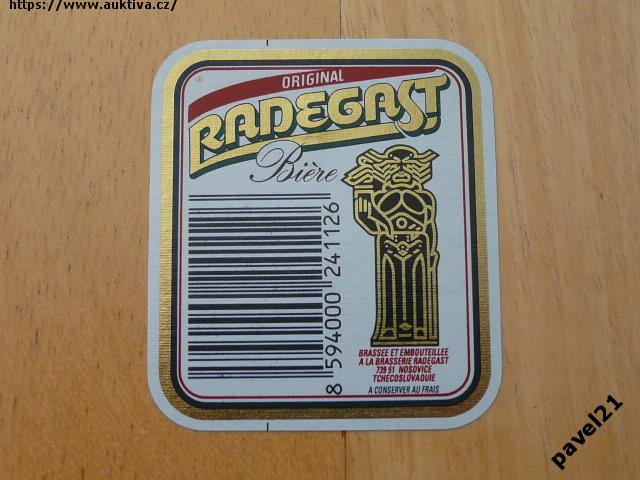 https://www.auktiva.cz/
ORIGINAL
RADEGAST
Bière
8 594000 241126
BRASSEE ET EMBOUTEILLEE
A LA BRASSERIE RADEGAST
739 51 NOŠOVICE
TCHECOSLOVAQUIE
A CONSERVER AU FRAIS
pavel21